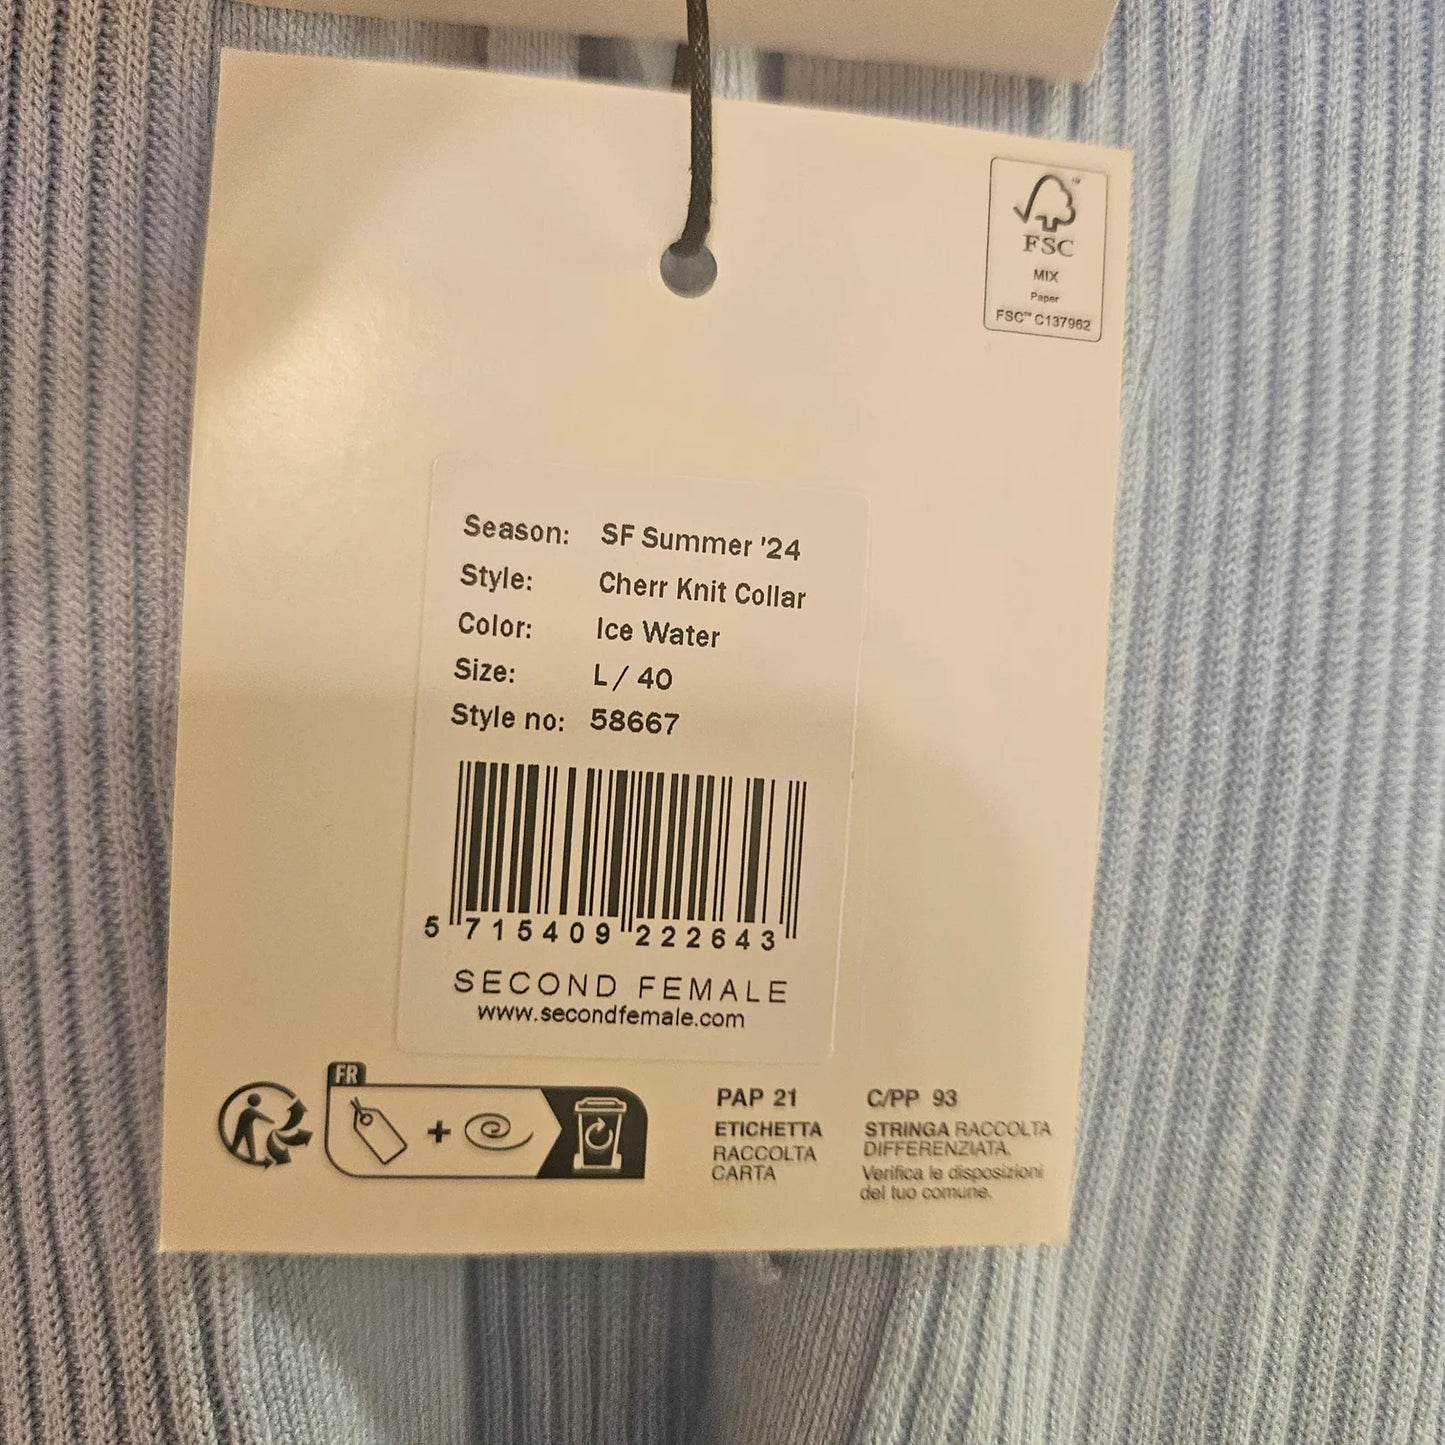 FSC
MIX
Paper
FSC™ C137962
Season: SF Summer '24
Style: Cherr Knit Collar
Color: Ice Water
Size: L / 40
Style no: 58667
5 715409 222643
SECOND FEMALE
www.secondfemale.com
FR
PAP 21
ETICHETTA
RACCOLTA
CARTA
C/PP 93
STRINGA RACCOLTA
DIFFERENZIATA.
Verifica le disposizioni
del tuo comune.